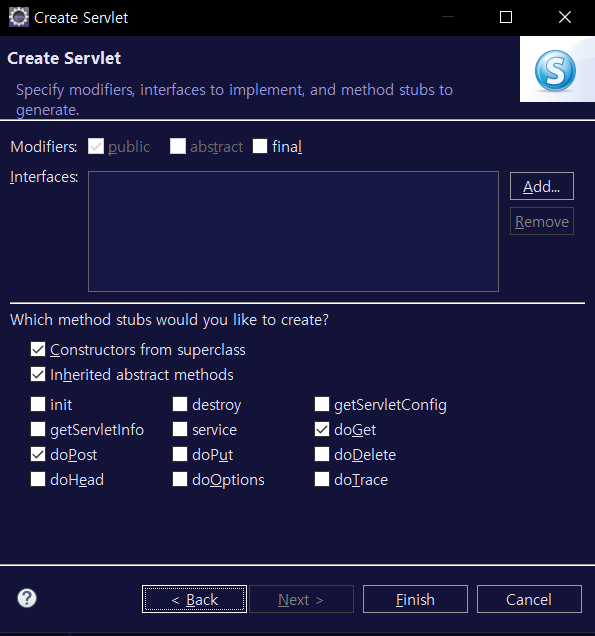 Create Servlet
Create Servlet
Specify modifiers, interfaces to implement, and method stubs to
generate.
S
Modifiers: public abstract final
Interfaces:
Add...
Remove
Which method stubs would you like to create?
Constructors from superclass
Inherited abstract methods
init destroy getServletConfig
getServletInfo service doGet
doPost doPut doDelete
doHead doOptions doTrace
? < Back Next > Finish Cancel